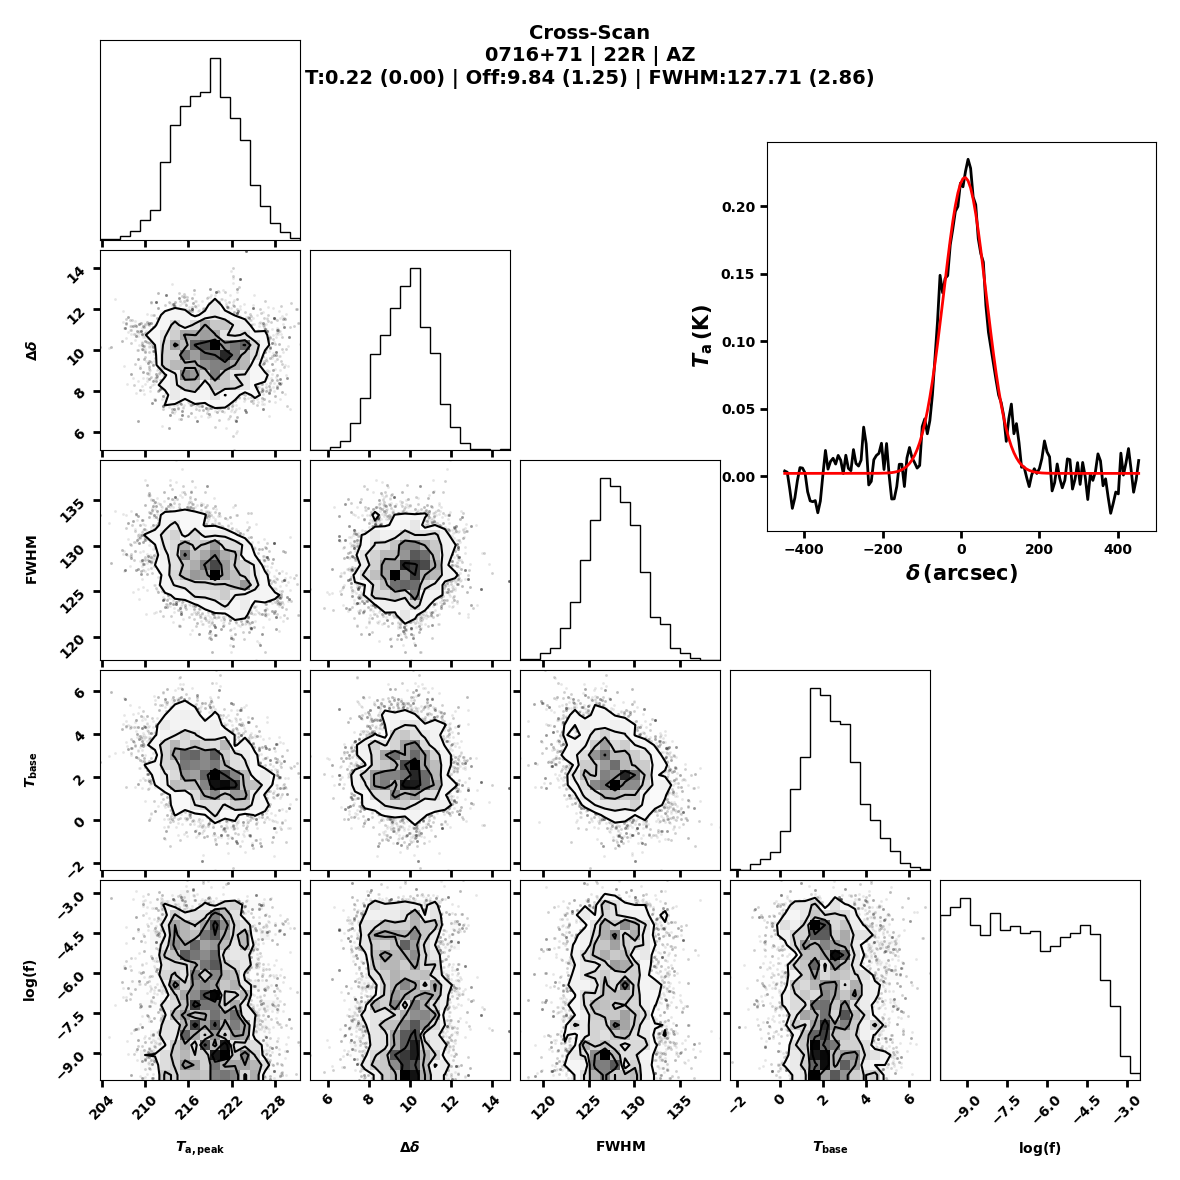 Cross-Scan
0716+71 | 22R | AZ
T:0.22 (0.00) | Off:9.84 (1.25) | FWHM:127.71 (2.86)
0.20
0.15
0.10
0.05
0.00
Ta (K)
−400 −200 0 200 400
δ (arcsec)
14
12
10
8
6
Δδ
135
130
125
120
FWHM
6
4
2
0
−2
Tbase
−3.0
−4.5
−6.0
−7.5
−9.0
log(f)
204 210 216 222 228
6 8 10 12 14
120 125 130 135
−2 0 2 4 6
−9.0 −7.5 −6.0 −4.5 −3.0
Ta,peak Δδ FWHM Tbase log(f)